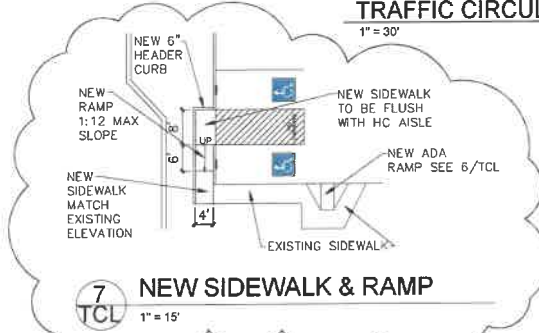 TRAFFIC CIRCUL
1" = 30'
NEW 6"
HEADER
CURB
NEW
RAMP
1:12 MAX
SLOPE
8'
UP
6'
NEW SIDEWALK
TO BE FLUSH
WITH HC AISLE
NEW ADA
RAMP SEE 6/TCL
NEW
SIDEWALK
MATCH
EXISTING
ELEVATION
4'
EXISTING SIDEWALK
7
TCL
NEW SIDEWALK & RAMP
1" = 15'